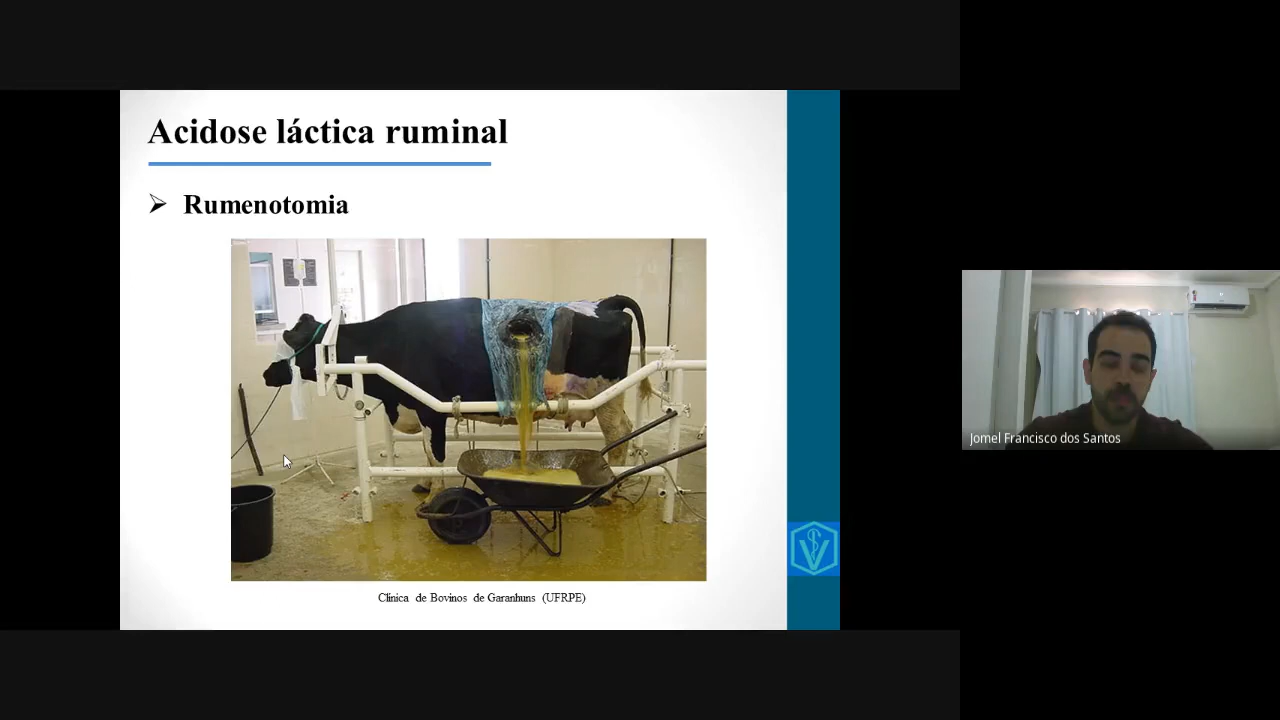 Acidose láctica ruminal
Rumenotomia
Clínica de Bovinos de Garanhuns (UFRPE)
Jomel Francisco dos Santos